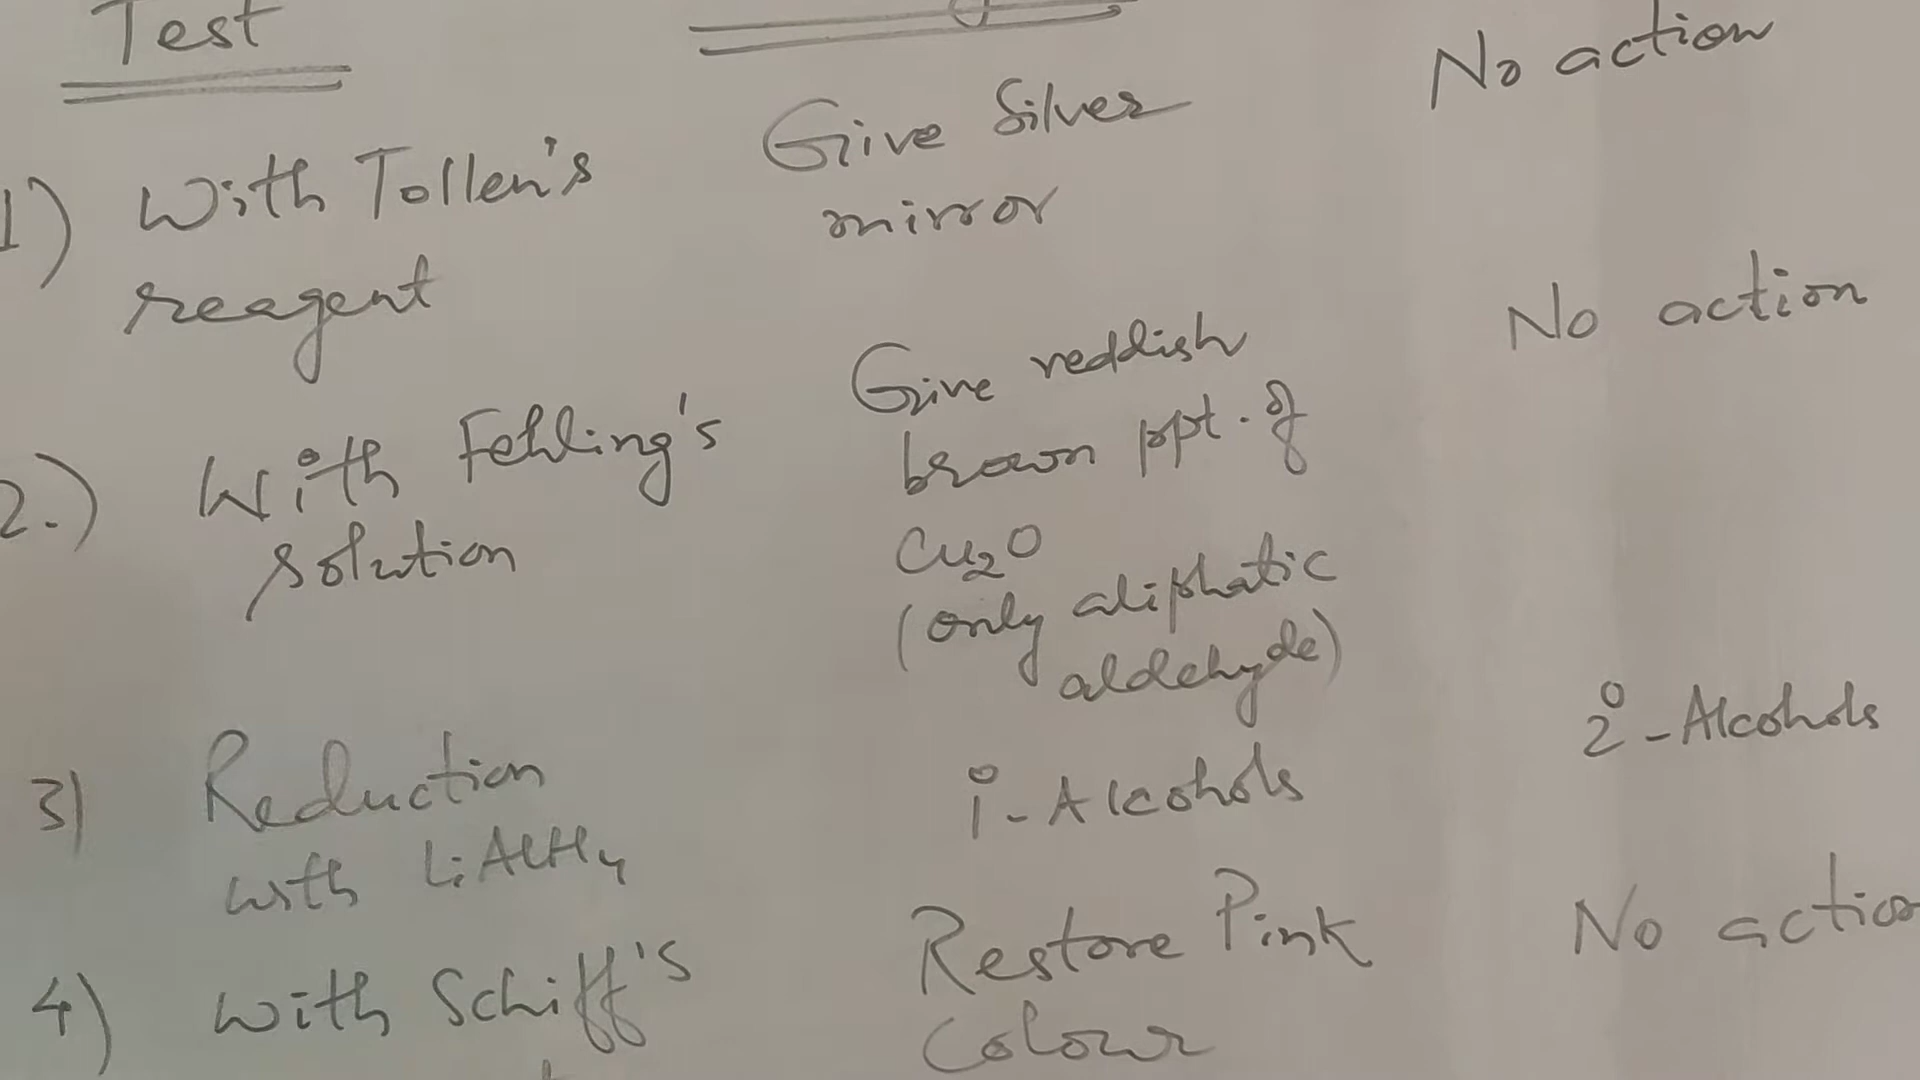 Test
No action
1) With Tollen's Give Silver
reagent mirror
No action
2.) With Fehling's Give reddish
solution brown ppt. of
Cu2O
(only aliphatic
aldehyde)
3) Reduction 1°-Alcohols 2°-Alcohols
with LiAlH4
4) with Schiff's Restore Pink No action
Colour